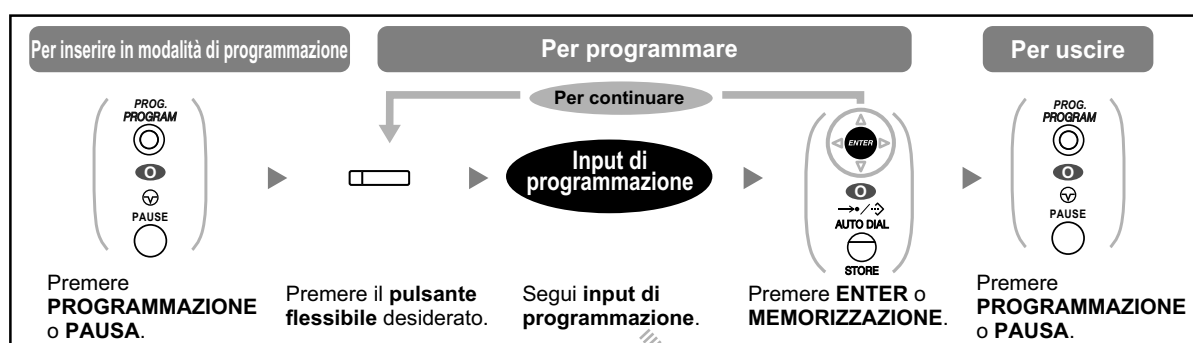 Per inserire in modalità di programmazione
Per programmare
Per uscire
Per continuare
PROG.
PROGRAM
O
PAUSE
Input di
programmazione
ENTER
O
AUTO DIAL
STORE
PROG.
PROGRAM
O
PAUSE
Premere
PROGRAMMAZIONE
o PAUSA.
Premere il pulsante
flessibile desiderato.
Segui input di
programmazione.
Premere ENTER o
MEMORIZZAZIONE.
Premere
PROGRAMMAZIONE
o PAUSA.